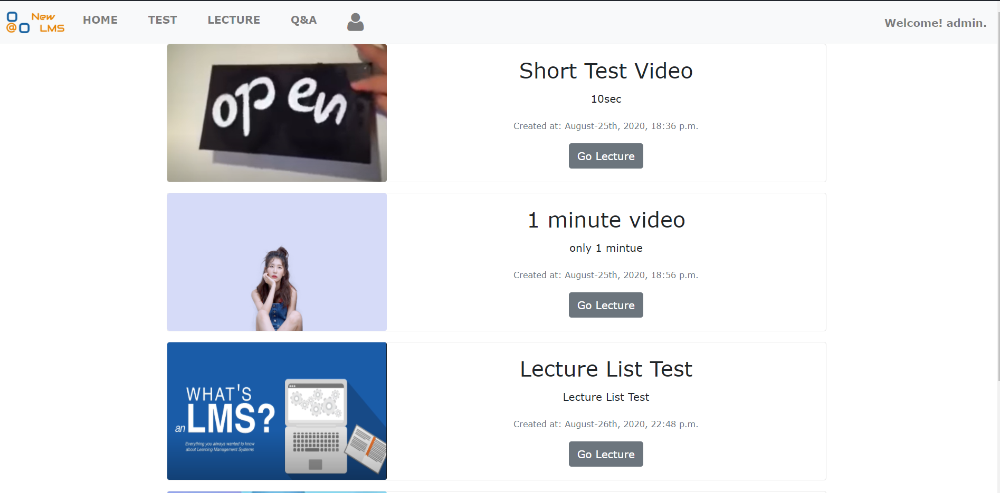 New
@ LMS
HOME
TEST
LECTURE
Q&A
Welcome! admin.
open
Short Test Video
10sec
Created at: August-25th, 2020, 18:36 p.m.
Go Lecture
1 minute video
only 1 mintue
Created at: August-25th, 2020, 18:56 p.m.
Go Lecture
WHAT'S
an LMS?
Everything you always wanted to know
about Learning Management Systems
Lecture List Test
Lecture List Test
Created at: August-26th, 2020, 22:48 p.m.
Go Lecture